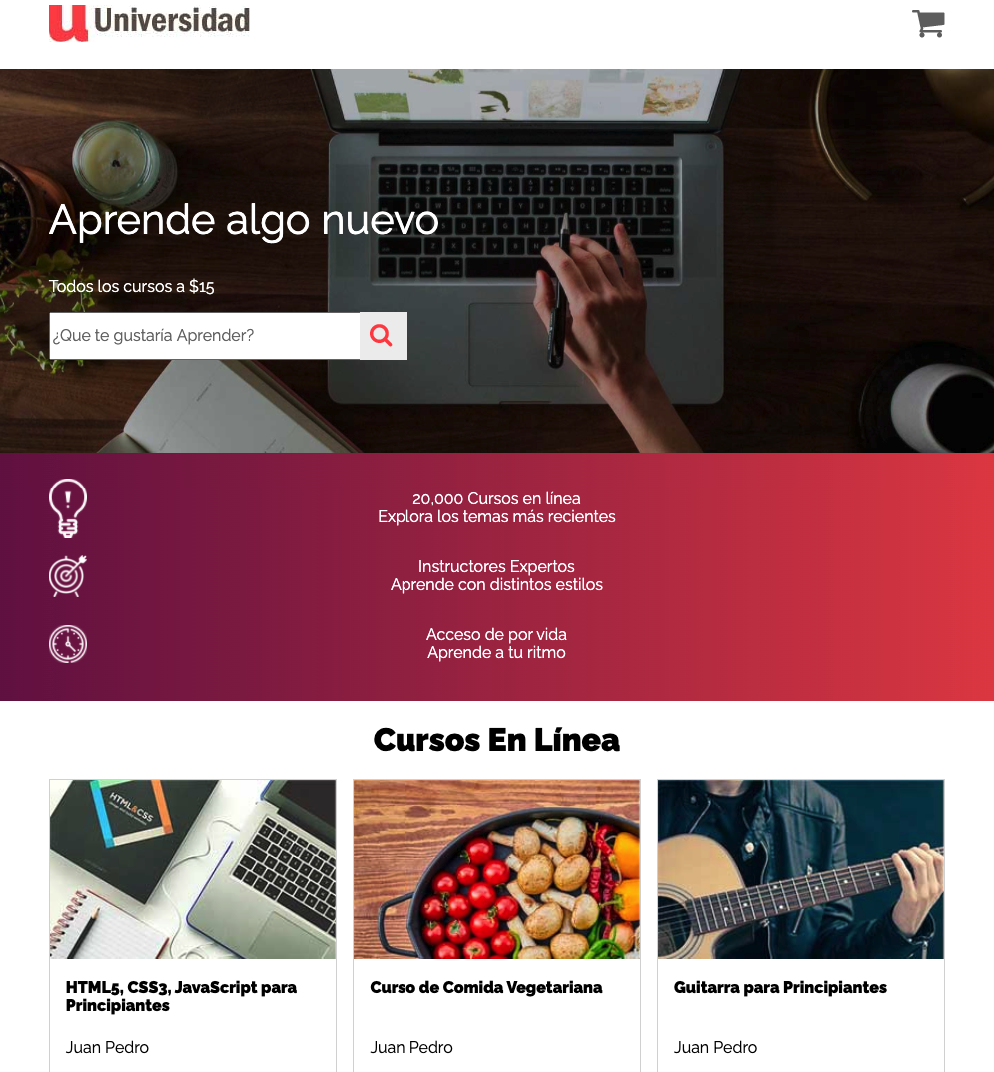 u Universidad
Aprende algo nuevo
Todos los cursos a $15
¿Que te gustaría Aprender?
20,000 Cursos en línea
Explora los temas más recientes
Instructores Expertos
Aprende con distintos estilos
Acceso de por vida
Aprende a tu ritmo
Cursos En Línea
HTML&CSS
HTML5, CSS3, JavaScript para
Principiantes
Juan Pedro
Curso de Comida Vegetariana
Juan Pedro
Guitarra para Principiantes
Juan Pedro